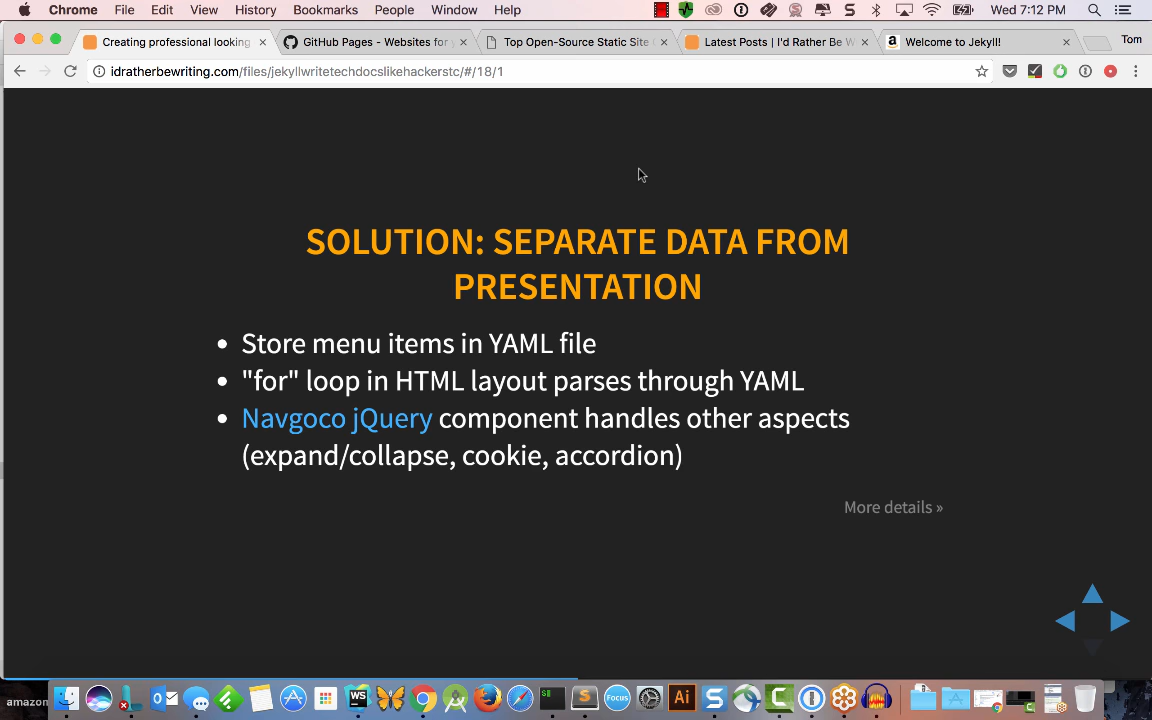 Chrome File Edit View History Bookmarks People Window Help Wed 7:12 PM
Creating professional looking GitHub Pages - Websites for Top Open-Source Static Site Latest Posts | I'd Rather Be W Welcome to Jekyll! Tom
idratherbewriting.com/files/jekyllwritetechdocslikehackerstc/#/18/1
SOLUTION: SEPARATE DATA FROM
PRESENTATION
• Store menu items in YAML file
• "for" loop in HTML layout parses through YAML
• Navgoco jQuery component handles other aspects
(expand/collapse, cookie, accordion)
More details »
amazon
WS
FOCUS
Ai